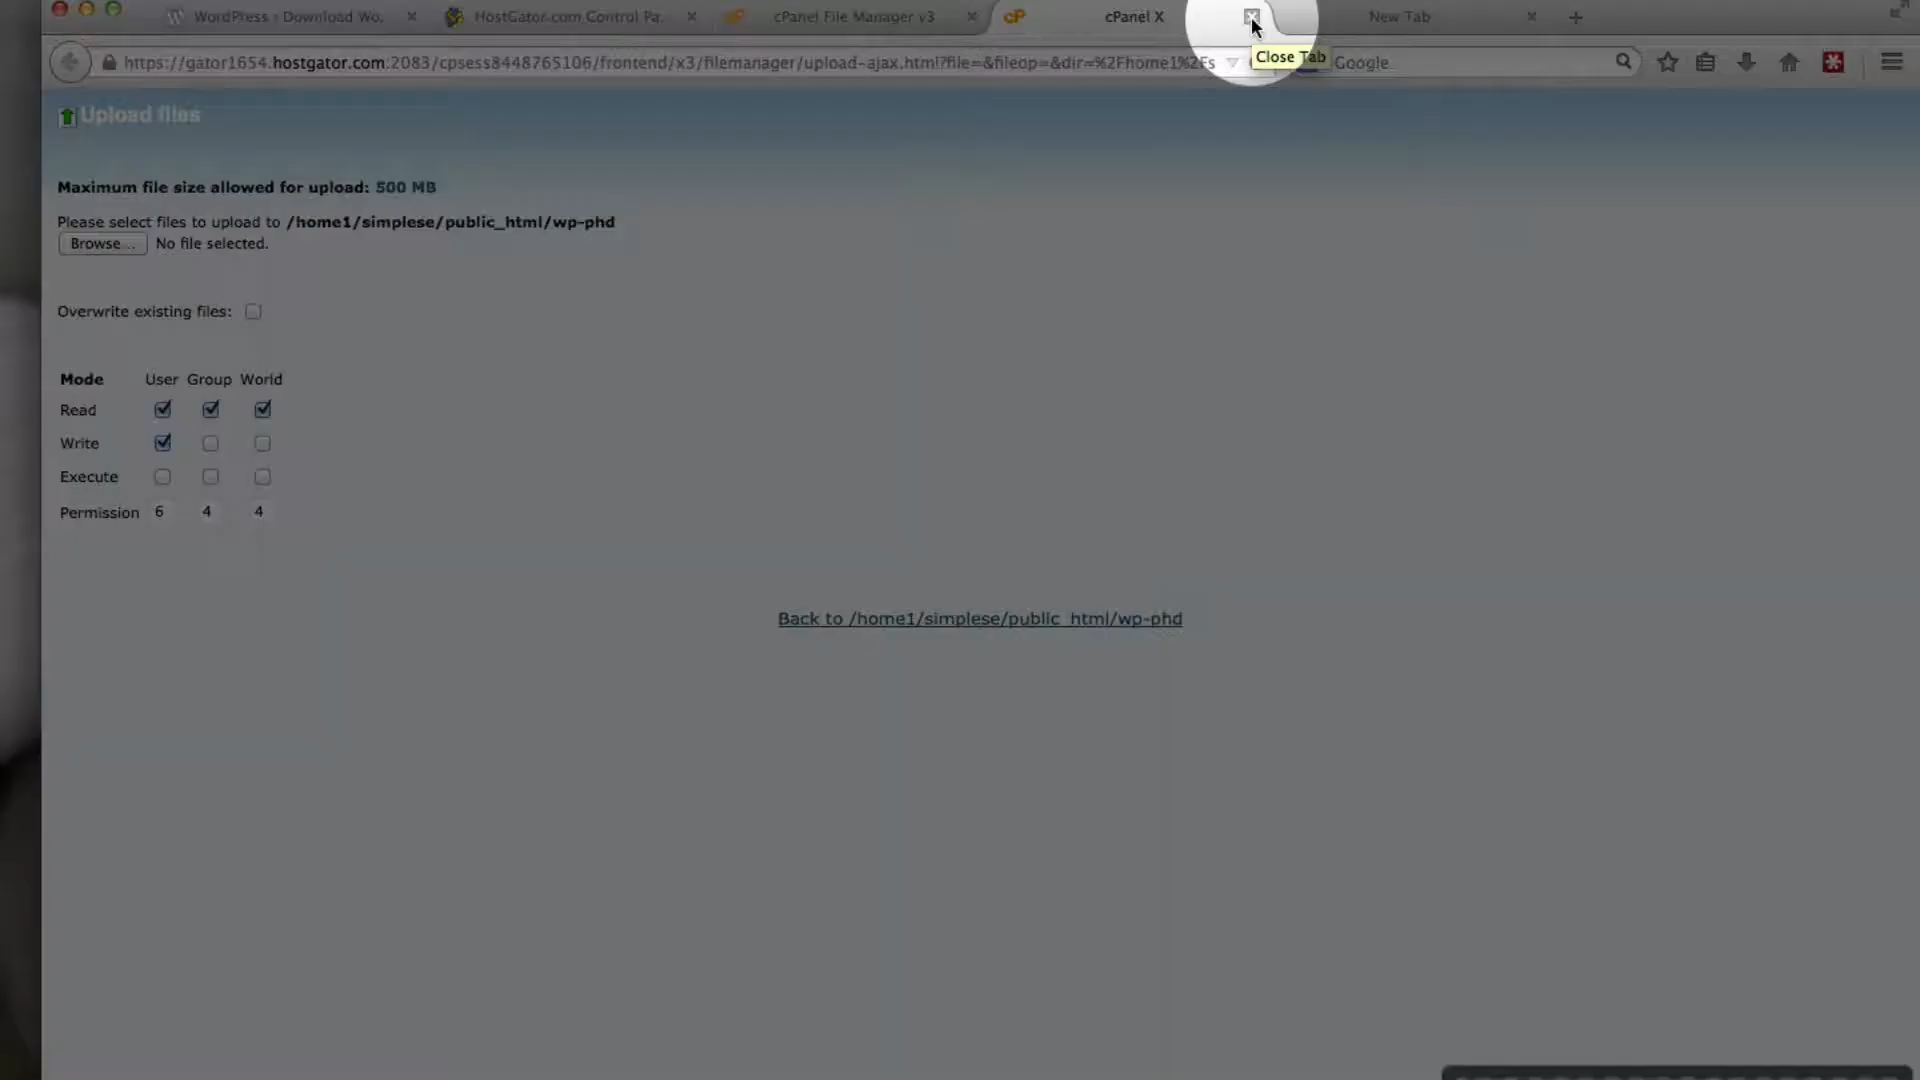 WordPress › Download Wo.
HostGator.com Control Pa.
cPanel File Manager v3
cPanel X
New Tab
https://gator1654.hostgator.com:2083/cpsess8448765106/frontend/x3/filemanager/upload-ajax.html?file=&fileop=&dir=%2Fhome1%2Fs
Close Tab
Google
Upload files
Maximum file size allowed for upload: 500 MB
Please select files to upload to /home1/simplese/public_html/wp-phd
Browse... No file selected.
Overwrite existing files:
Mode User Group World
Read
Write
Execute
Permission 6 4 4
Back to /home1/simplese/public_html/wp-phd